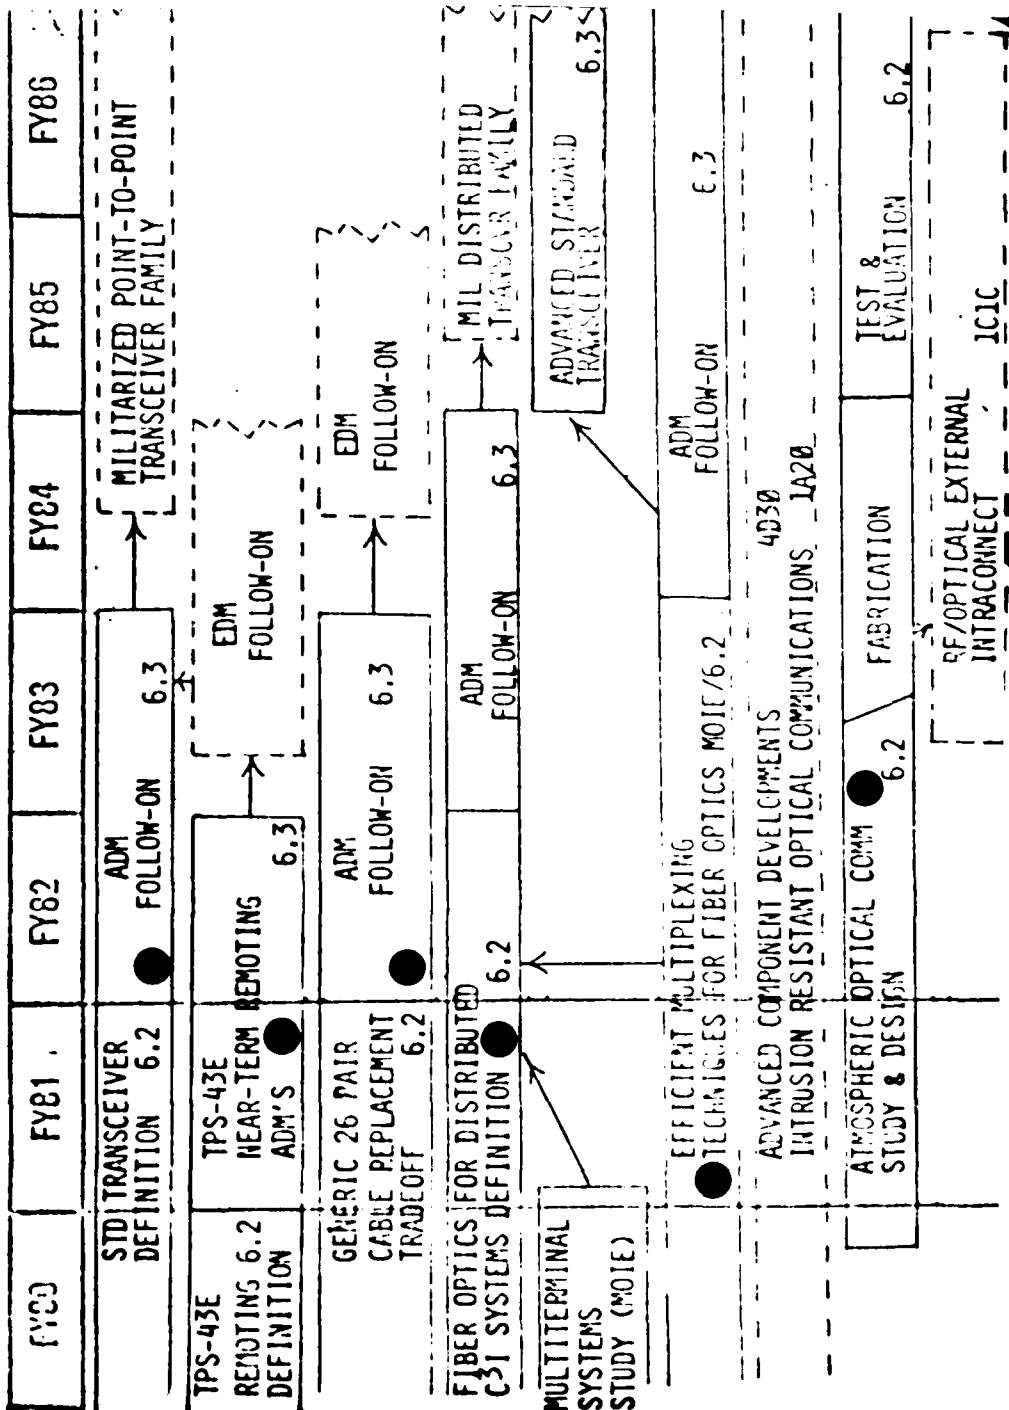 FY81
FY82
FY83
FY84
FY85
FY86
STD TRANSCEIVER
DEFINITION 6.2
ADM
FOLLOW-ON 6.3
MILITARIZED POINT-TO-POINT
TRANSCEIVER FAMILY
TPS-43E
REMOTING 6.2
DEFINITION
TPS-43E
NEAR-TERM REMOTING
ADM'S 6.3
EDM
FOLLOW-ON
GENERIC 26 PAIR
CABLE REPLACEMENT
TRADEOFF 6.2
ADM
FOLLOW-ON 6.3
EDM
FOLLOW-ON
FIBER OPTICS FOR DISTRIBUTED
C3I SYSTEMS DEFINITION 6.2
ADM
FOLLOW-ON 6.3
MIL DISTRIBUTED
TRANSCVR FAMILY
MULTITERMINAL
SYSTEMS
STUDY (MOIE)
ADVANCED STANDARD
TRANSCEIVER 6.3
EFFICIENT MULTIPLEXING
TECHNIQUES FOR FIBER OPTICS MOIE/6.2
ADM
FOLLOW-ON 6.3
ADVANCED COMPONENT DEVELOPMENTS 4D30
INTRUSION RESISTANT OPTICAL COMMUNICATIONS 1A20
ATMOSPHERIC OPTICAL COMM
STUDY & DESIGN 6.2
FABRICATION
TEST &
EVALUATION 6.2
RF/OPTICAL EXTERNAL
INTRACONNECT 1C1C